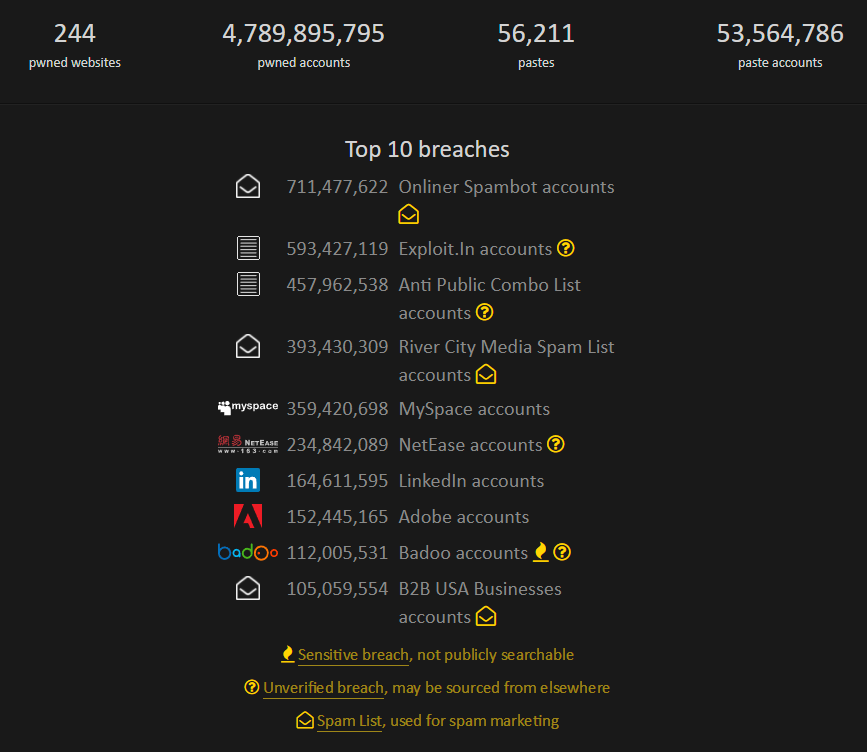 244
4,789,895,795
56,211
53,564,786
pwned websites
pwned accounts
pastes
paste accounts
Top 10 breaches
711,477,622 Onliner Spambot accounts
593,427,119 Exploit.In accounts
457,962,538 Anti Public Combo List
accounts
393,430,309 River City Media Spam List
accounts
myspace 359,420,698 MySpace accounts
網易 NETEASE www.163.com 234,842,089 NetEase accounts
in 164,611,595 LinkedIn accounts
152,445,165 Adobe accounts
badoo 112,005,531 Badoo accounts
105,059,554 B2B USA Businesses
accounts
Sensitive breach, not publicly searchable
Unverified breach, may be sourced from elsewhere
Spam List, used for spam marketing